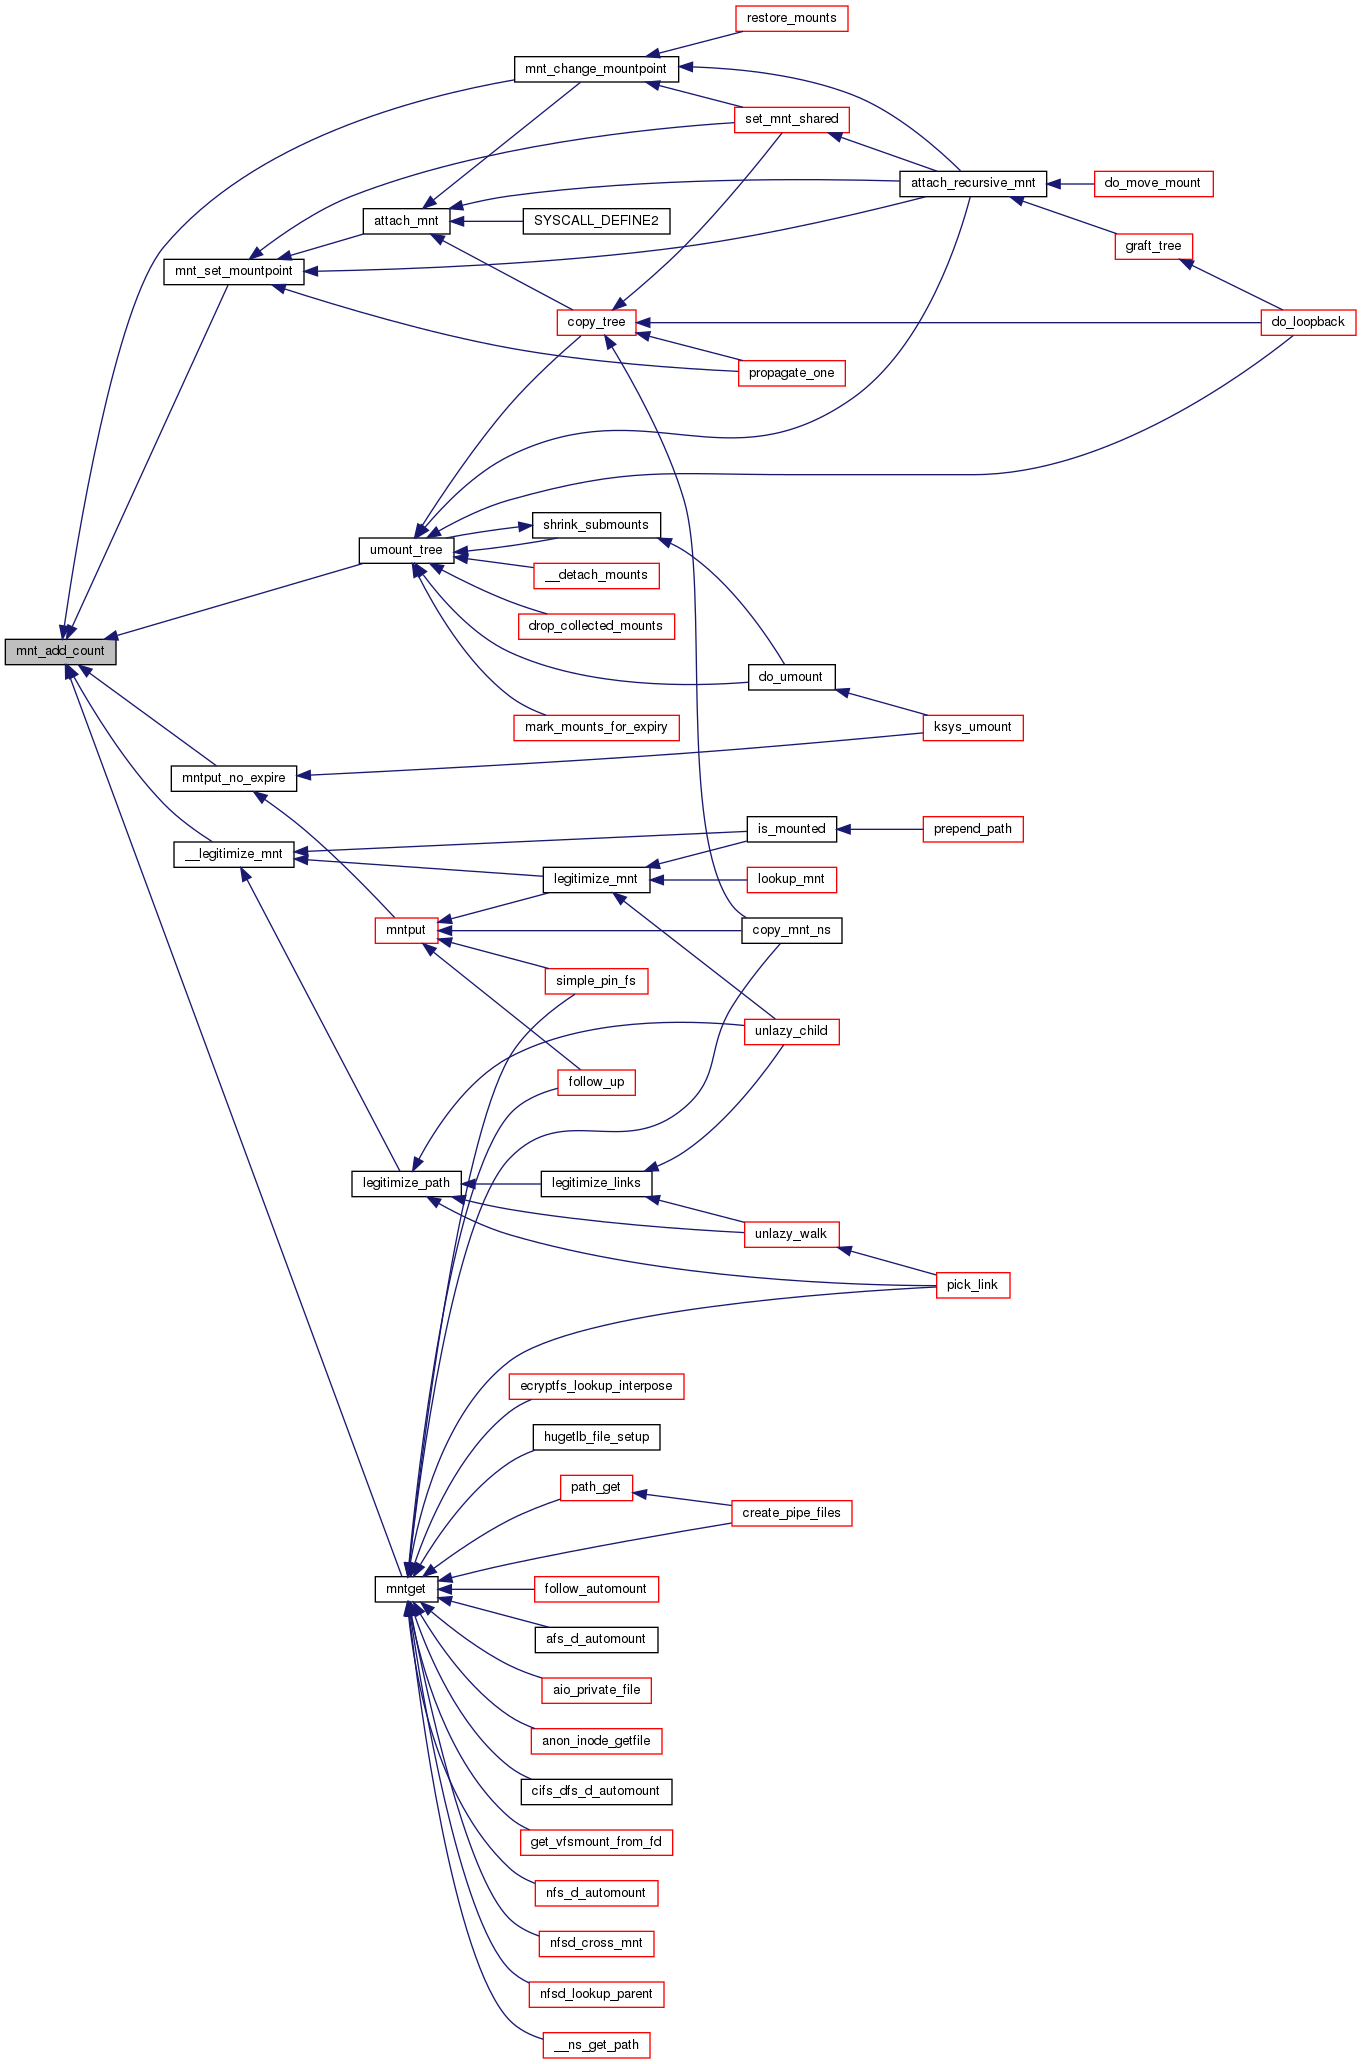 restore_mounts
mnt_change_mountpoint
set_mnt_shared
attach_recursive_mnt
do_move_mount
attach_mnt
SYSCALL_DEFINE2
graft_tree
mnt_set_mountpoint
copy_tree
do_loopback
propagate_one
shrink_submounts
umount_tree
__detach_mounts
drop_collected_mounts
mnt_add_count
do_umount
mark_mounts_for_expiry
ksys_umount
mntput_no_expire
is_mounted
prepend_path
__legitimize_mnt
legitimize_mnt
lookup_mnt
mntput
copy_mnt_ns
simple_pin_fs
unlazy_child
follow_up
legitimize_path
legitimize_links
unlazy_walk
pick_link
ecryptfs_lookup_interpose
hugetlb_file_setup
path_get
create_pipe_files
mntget
follow_automount
afs_d_automount
aio_private_file
anon_inode_getfile
cifs_dfs_d_automount
get_vfsmount_from_fd
nfs_d_automount
nfsd_cross_mnt
nfsd_lookup_parent
__ns_get_path